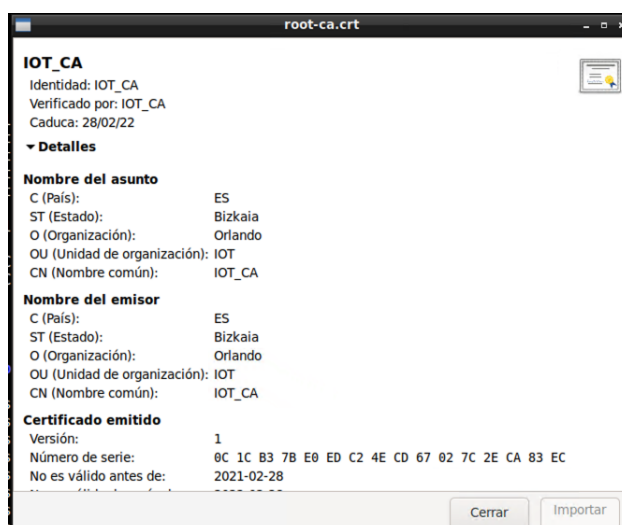 root-ca.crt
IOT_CA
Identidad: IOT_CA
Verificado por: IOT_CA
Caduca: 28/02/22
Detalles
Nombre del asunto
C (País): ES
ST (Estado): Bizkaia
O (Organización): Orlando
OU (Unidad de organización): IOT
CN (Nombre común): IOT_CA
Nombre del emisor
C (País): ES
ST (Estado): Bizkaia
O (Organización): Orlando
OU (Unidad de organización): IOT
CN (Nombre común): IOT_CA
Certificado emitido
Versión: 1
Número de serie: 0C 1C B3 7B E0 ED C2 4E CD 67 02 7C 2E CA 83 EC
No es válido antes de: 2021-02-28
Cerrar Importar